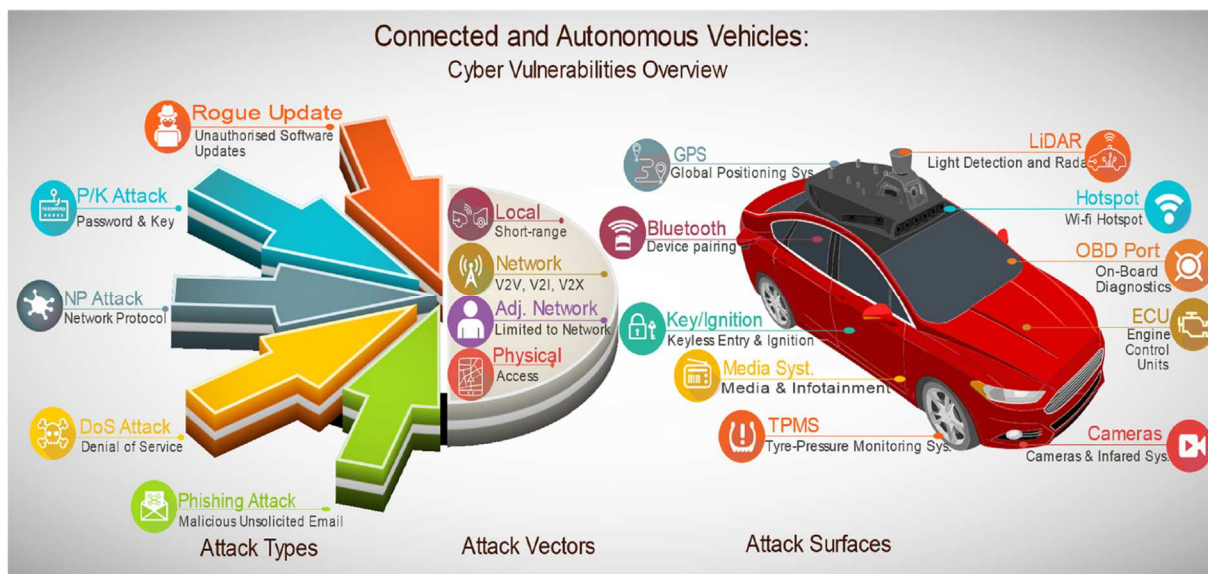 Connected and Autonomous Vehicles:
Cyber Vulnerabilities Overview
Rogue Update
Unauthorised Software
Updates
P/K Attack
PASSWORD
Password & Key
NP Attack
Network Protocol
DoS Attack
Denial of Service
Phishing Attack
Malicious Unsolicited Email
Attack Types
Local
Short-range
Network
V2V, V2I, V2X
Adj. Network
Limited to Network
Physical
Access
Attack Vectors
GPS
Global Positioning Sys.
Bluetooth
Device pairing
Key/Ignition
Keyless Entry & Ignition
Media Syst.
Media & Infotainment
TPMS
Tyre-Pressure Monitoring Sys.
LiDAR
Light Detection and Radar
Hotspot
Wi-fi Hotspot
OBD Port
On-Board
Diagnostics
ECU
Engine
Control
Units
Cameras
Cameras & Infared Sys.
Attack Surfaces